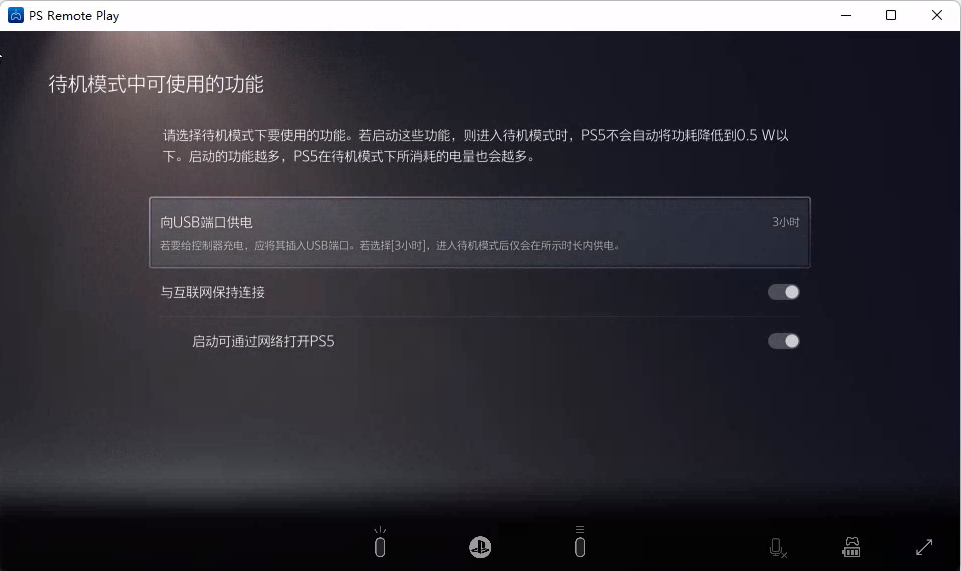 PS Remote Play
待机模式中可使用的功能
请选择待机模式下要使用的功能。若启动这些功能，则进入待机模式时，PS5不会自动将功耗降低到0.5 W以
下。启动的功能越多，PS5在待机模式下所消耗的电量也会越多。
向USB端口供电
3小时
若要给控制器充电，应将其插入USB端口。若选择[3小时]，进入待机模式后仅会在所示时长内供电。
与互联网保持连接
启动可通过网络打开PS5